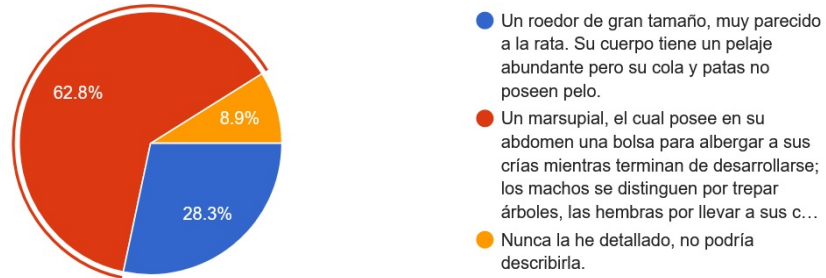 62.8%
8.9%
28.3%
Un roedor de gran tamaño, muy parecido
a la rata. Su cuerpo tiene un pelaje
abundante pero su cola y patas no
poseen pelo.
Un marsupial, el cual posee en su
abdomen una bolsa para albergar a sus
crías mientras terminan de desarrollarse;
los machos se distinguen por trepar
árboles, las hembras por llevar a sus c…
Nunca la he detallado, no podría
describirla.